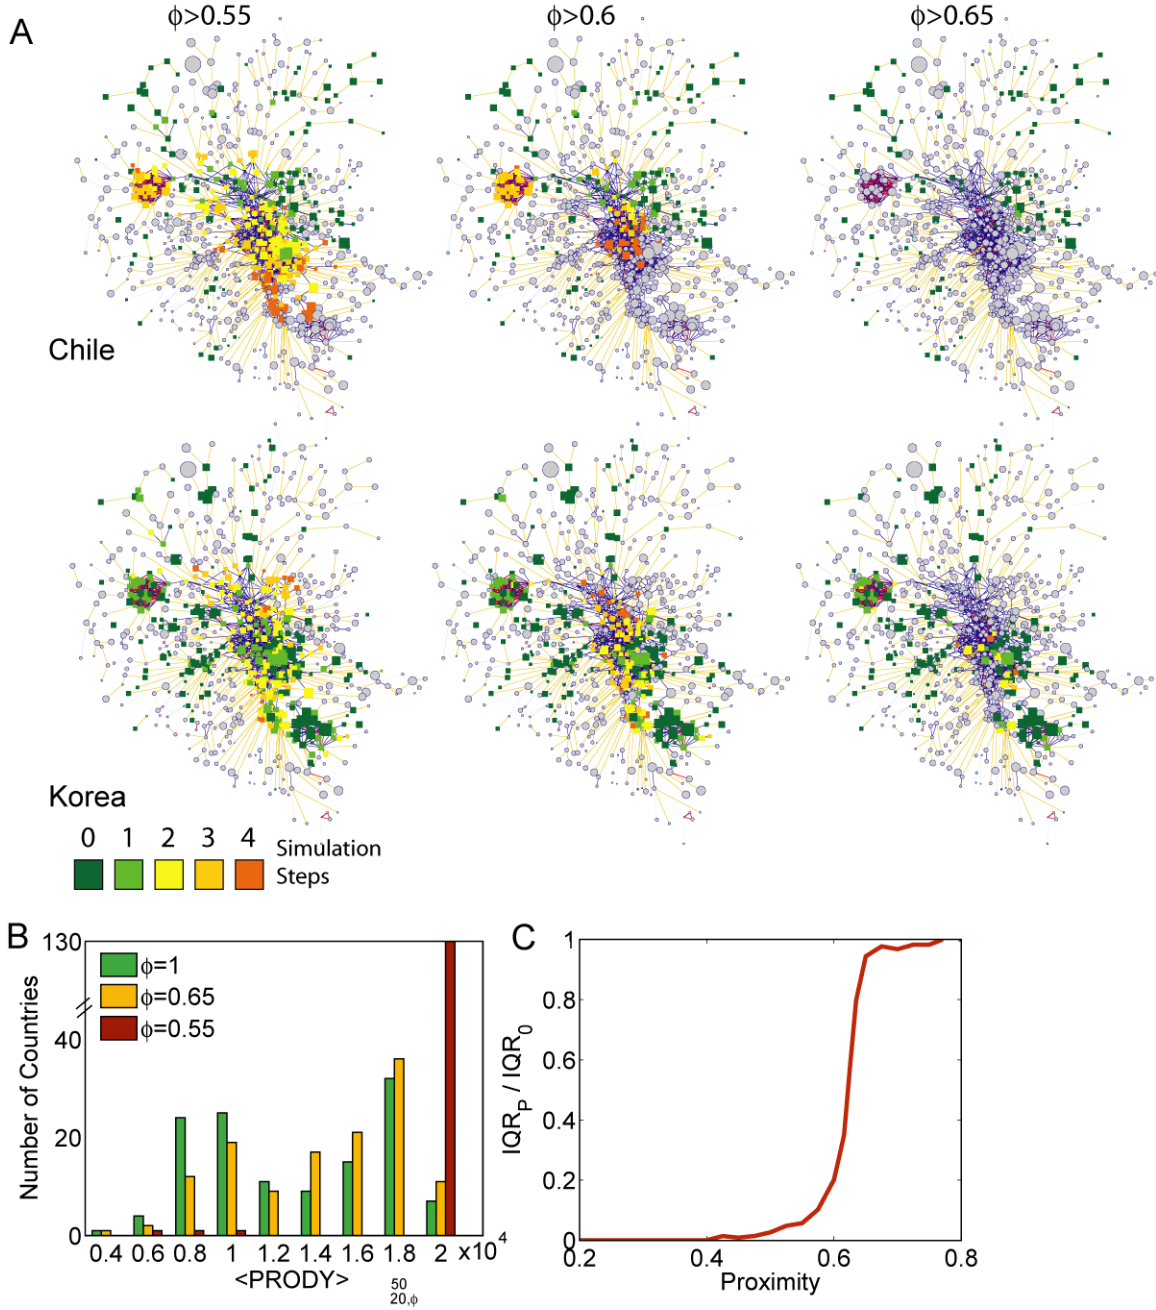 A
ϕ>0.55 ϕ>0.6 ϕ>0.65
Chile
Korea
0 1 2 3 4
Simulation
Steps
B
130
40
20
0
Number of Countries
ϕ=1
ϕ=0.65
ϕ=0.55
0.4 0.6 0.8 1 1.2 1.4 1.6 1.8 2 x10^4
<PRODY>
50
20,ϕ
C
1
0.8
0.6
0.4
0.2
0
IQR_P / IQR_0
0.2 0.4 0.6 0.8
Proximity